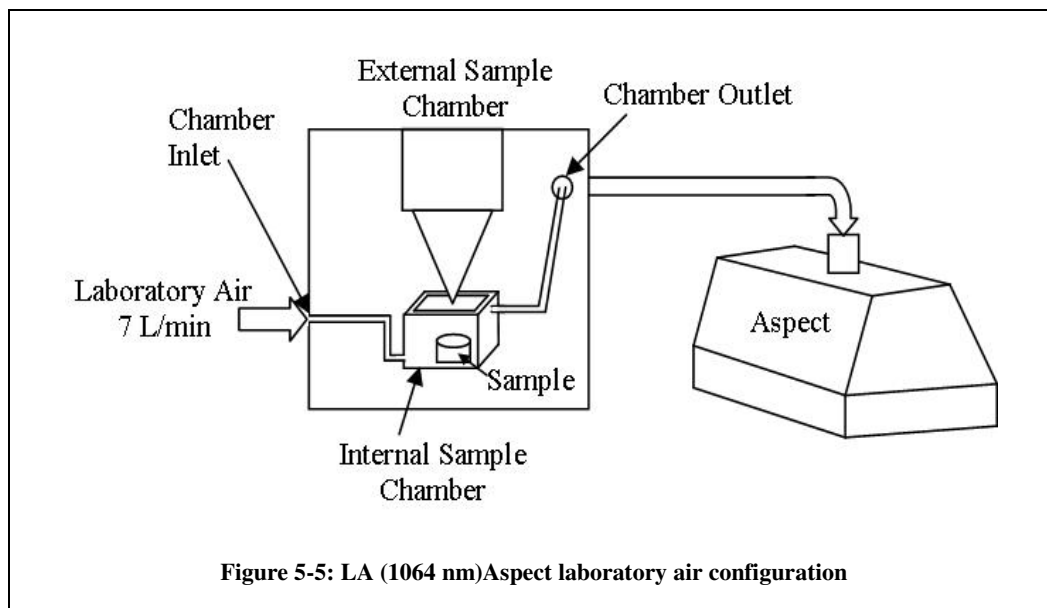 External Sample
Chamber
Chamber Outlet
Chamber
Inlet
Laboratory Air
7 L/min
Aspect
Sample
Internal Sample
Chamber
Figure 5-5: LA (1064 nm)Aspect laboratory air configuration